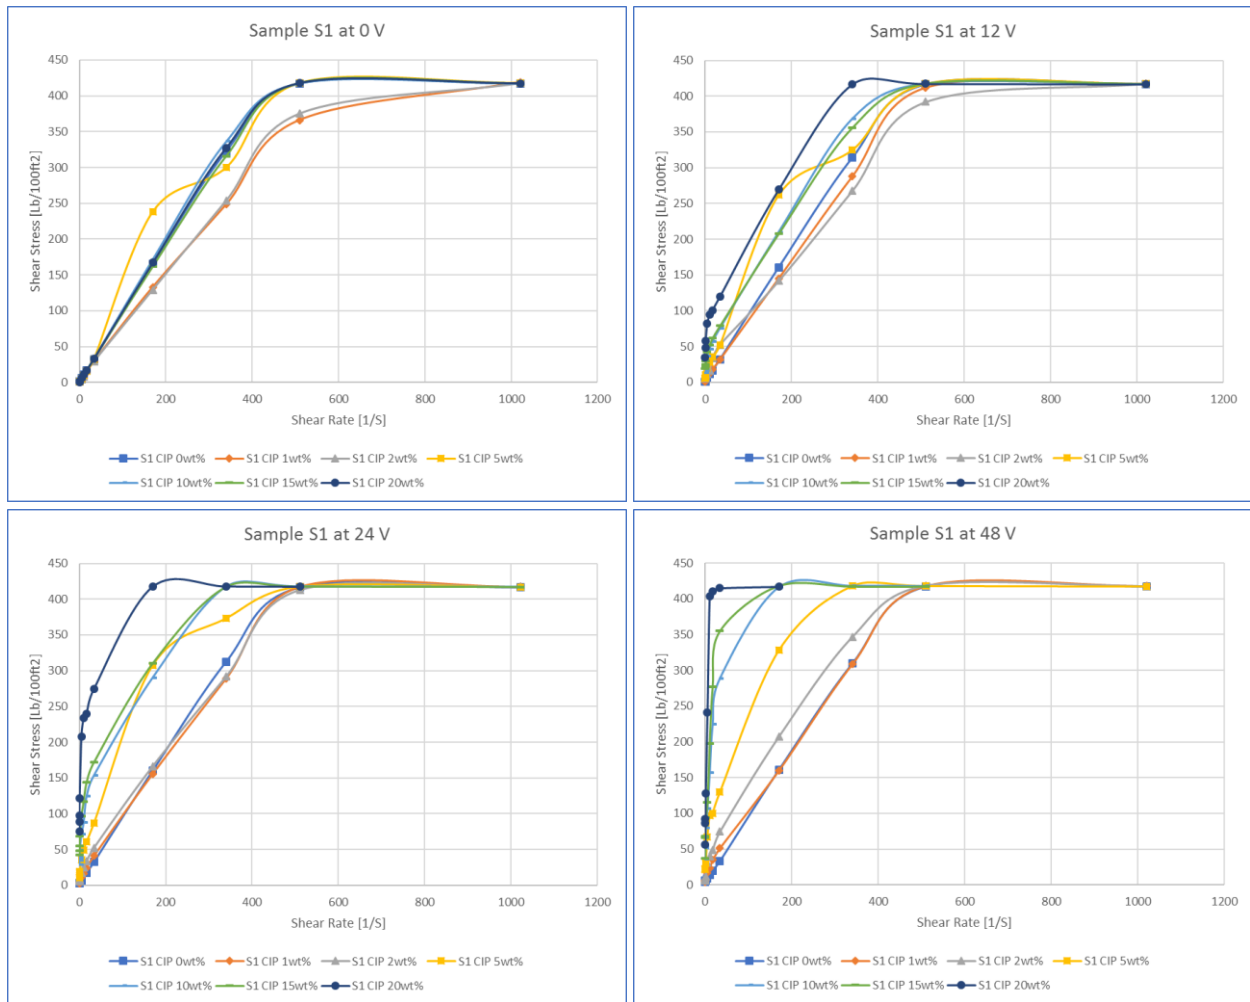 Sample S1 at 0 V
450
400
350
300
250
200
150
100
50
0
Shear Stress [Lb/100ft2]
0 200 400 600 800 1000 1200
Shear Rate [1/S]
S1 CIP 0wt% S1 CIP 1wt% S1 CIP 2wt% S1 CIP 5wt%
S1 CIP 10wt% S1 CIP 15wt% S1 CIP 20wt%
Sample S1 at 12 V
450
400
350
300
250
200
150
100
50
0
Shear Stress [Lb/100ft2]
0 200 400 600 800 1000 1200
Shear Rate [1/S]
S1 CIP 0wt% S1 CIP 1wt% S1 CIP 2wt% S1 CIP 5wt%
S1 CIP 10wt% S1 CIP 15wt% S1 CIP 20wt%
Sample S1 at 24 V
450
400
350
300
250
200
150
100
50
0
Shear Stress [Lb/100ft2]
0 200 400 600 800 1000 1200
Shear Rate [1/S]
S1 CIP 0wt% S1 CIP 1wt% S1 CIP 2wt% S1 CIP 5wt%
S1 CIP 10wt% S1 CIP 15wt% S1 CIP 20wt%
Sample S1 at 48 V
450
400
350
300
250
200
150
100
50
0
Shear Stress [Lb/100ft2]
0 200 400 600 800 1000 1200
Shear Rate [1/S]
S1 CIP 0wt% S1 CIP 1wt% S1 CIP 2wt% S1 CIP 5wt%
S1 CIP 10wt% S1 CIP 15wt% S1 CIP 20wt%